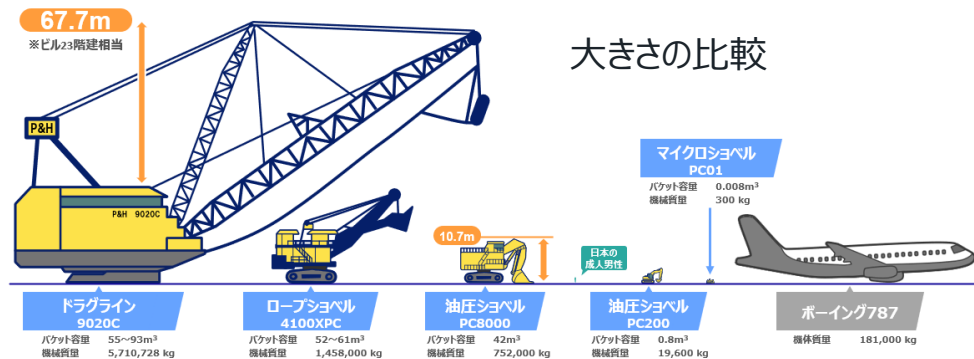 67.7m
※ビル23階建相当
大きさの比較
P&H
P&H 9020C
マイクロショベル
PC01
バケット容量 0.008m³
機械質量 300 kg
10.7m
日本の
成人男性
ドラグライン
9020C
バケット容量 55～93m³
機械質量 5,710,728 kg
ロープショベル
4100XPC
バケット容量 52～61m³
機械質量 1,458,000 kg
油圧ショベル
PC8000
バケット容量 42m³
機械質量 752,000 kg
油圧ショベル
PC200
バケット容量 0.8m³
機械質量 19,600 kg
ボーイング787
機体質量 181,000 kg